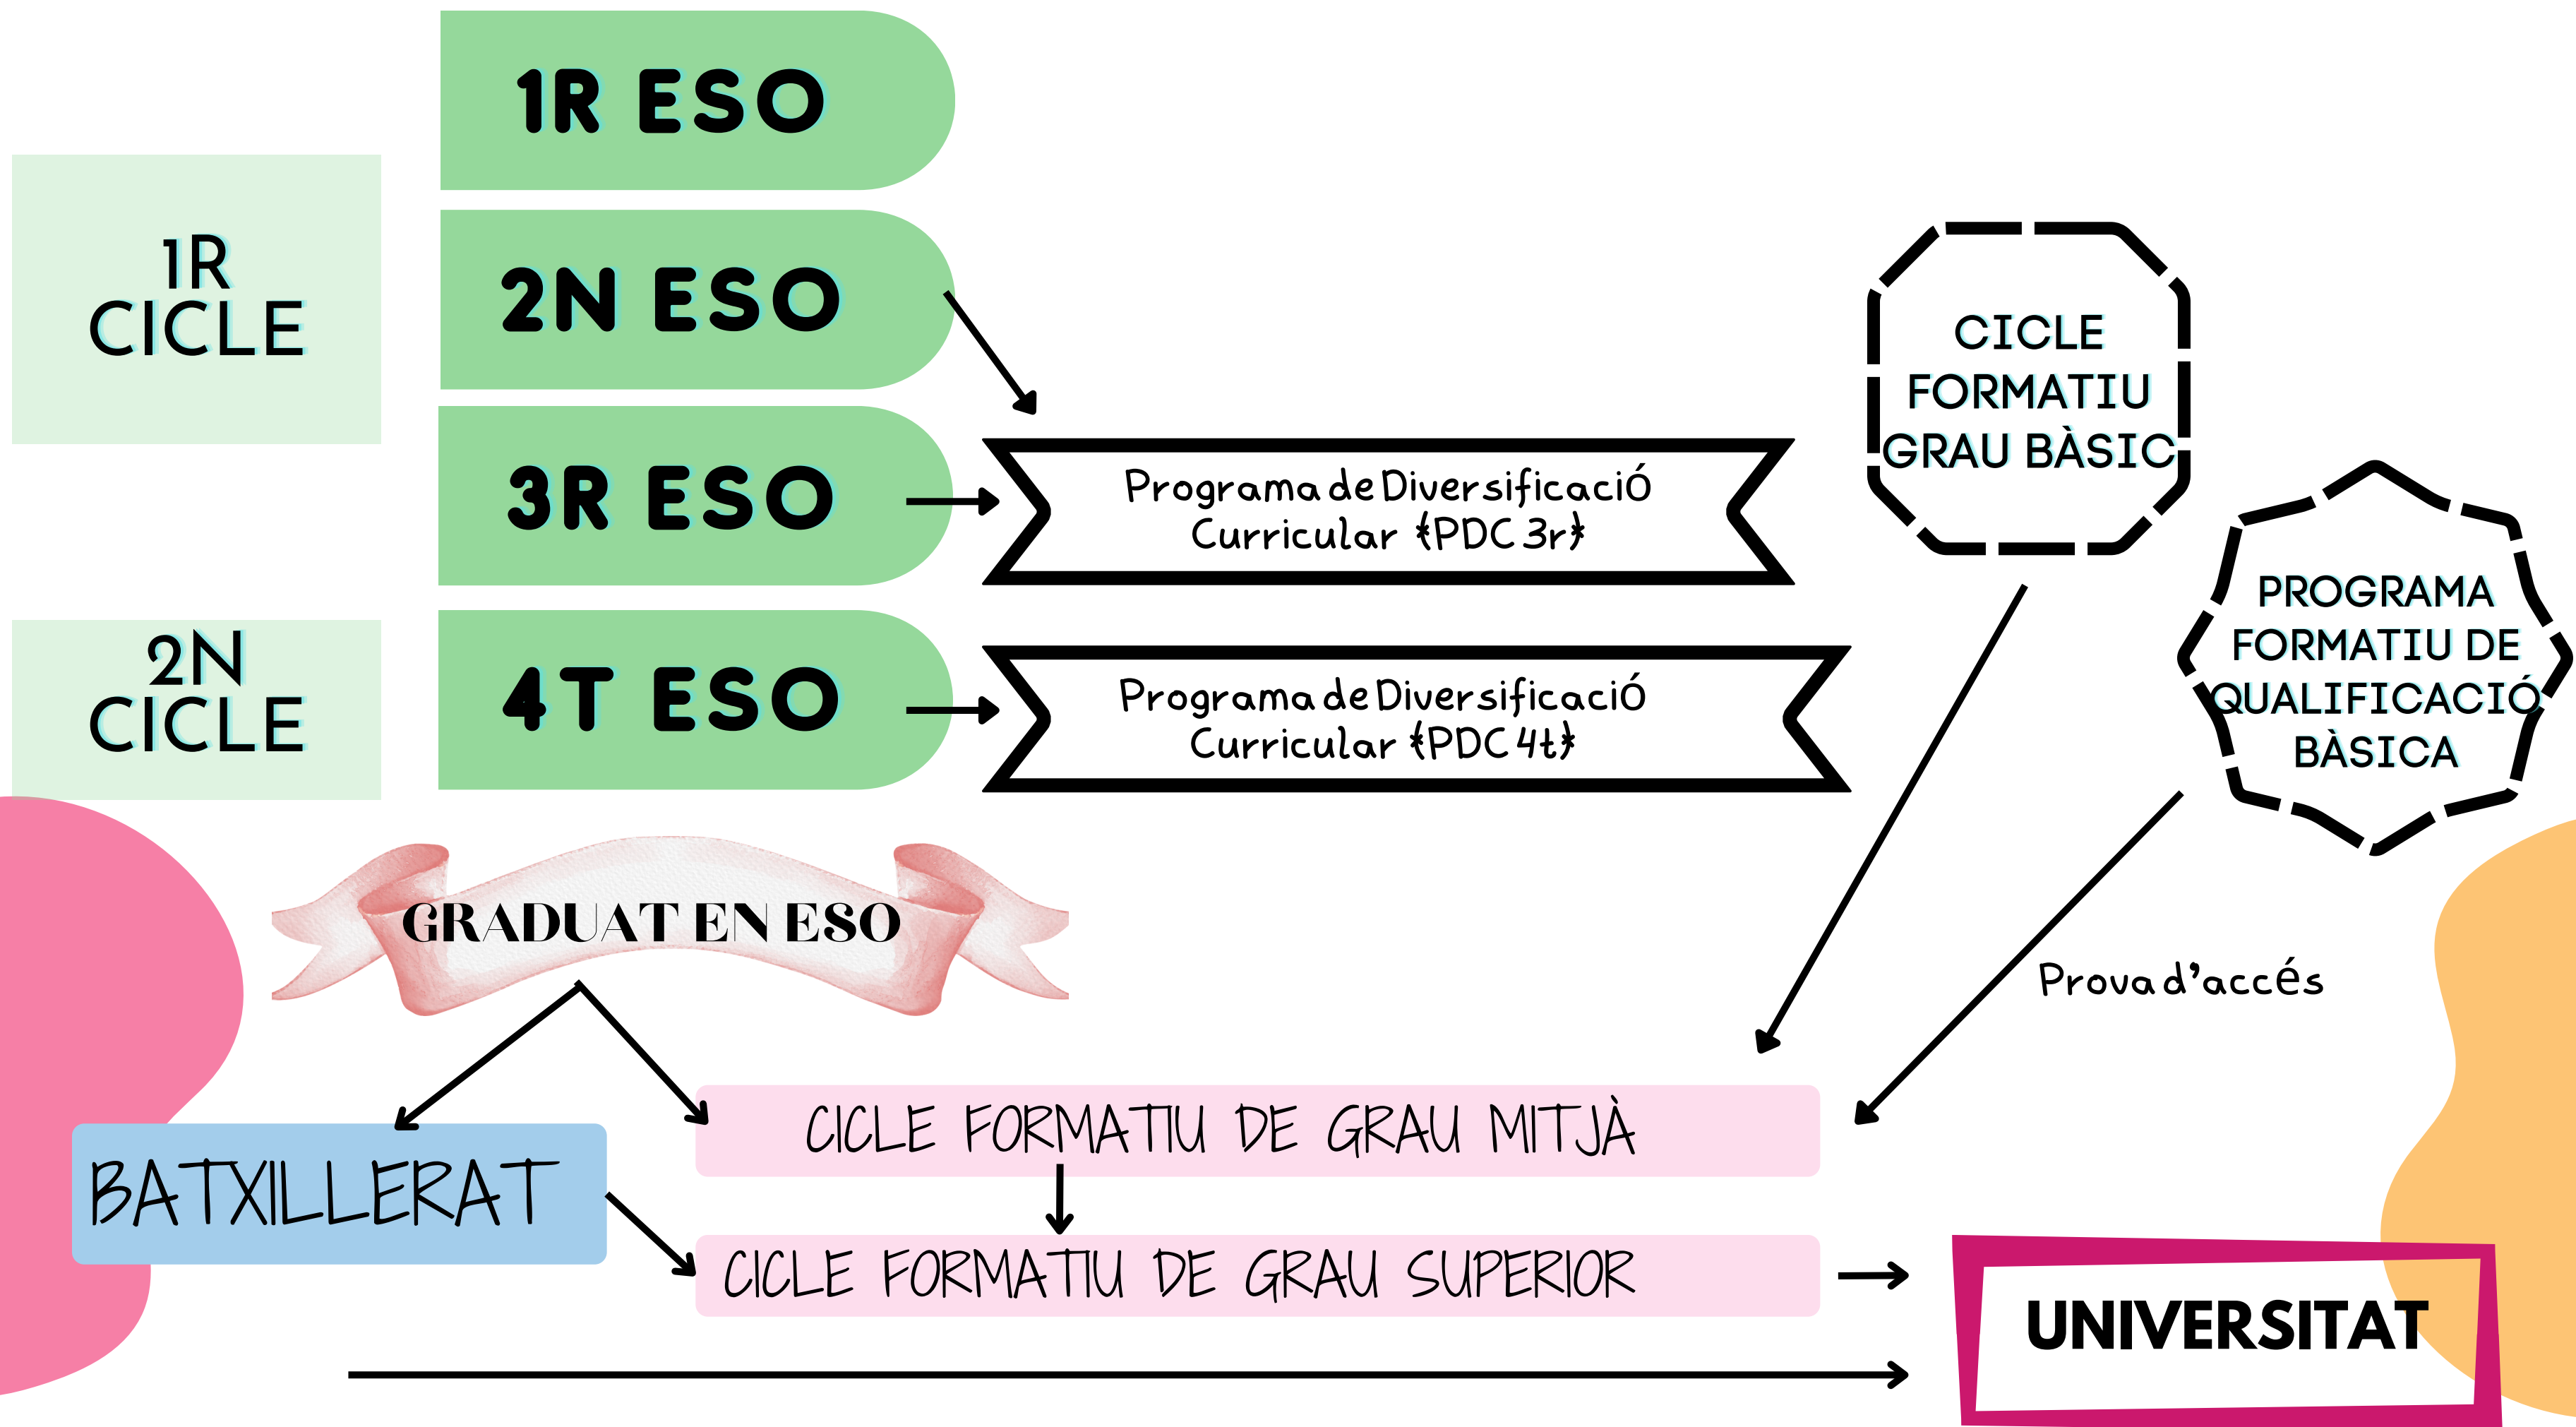 1R ESO
1R
CICLE
2N ESO
3R ESO
Programa de Diversificació
Curricular (PDC 3r)
CICLE
FORMATIU
GRAU BÀSIC
2N
CICLE
4T ESO
Programa de Diversificació
Curricular (PDC 4t)
PROGRAMA
FORMATIU DE
QUALIFICACIÓ
BÀSICA
GRADUAT EN ESO
Prova d'accés
BATXILLERAT
CICLE FORMATIU DE GRAU MITJÀ
CICLE FORMATIU DE GRAU SUPERIOR
UNIVERSITAT